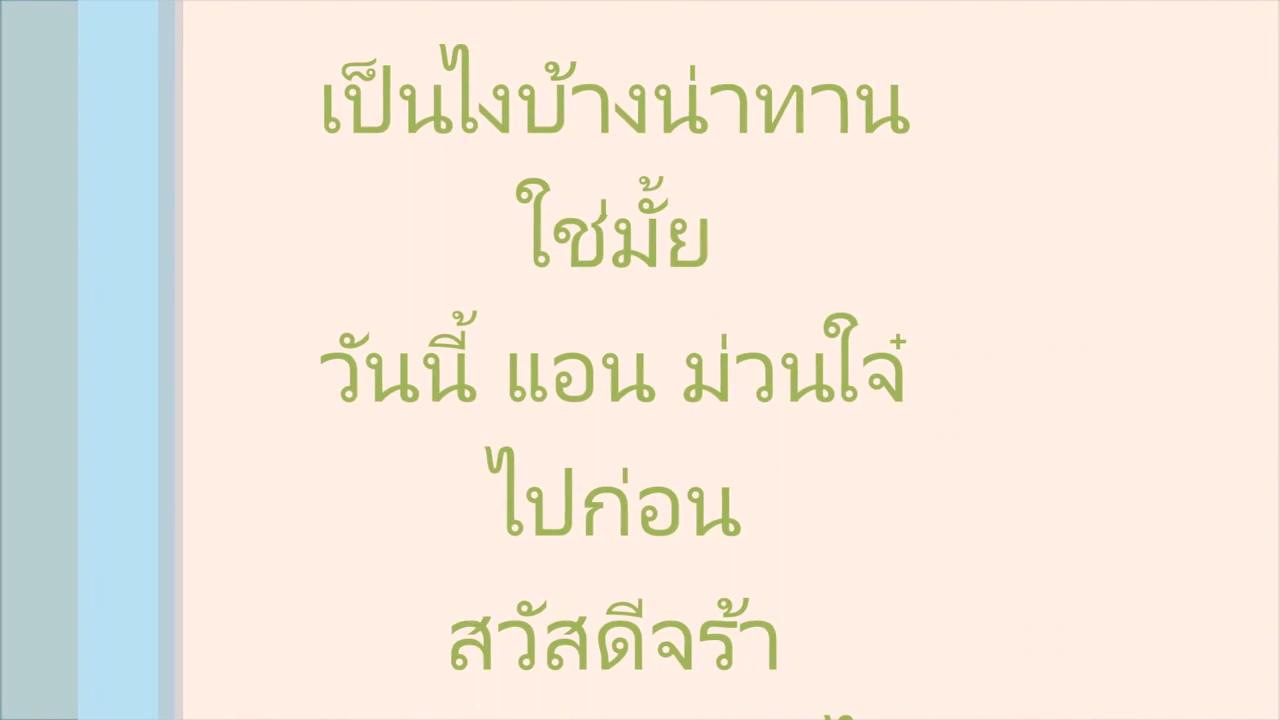 เป็นไงบ้างน่าทาน
ใช่มั้ย
วันนี้ แอน ม่วนใจ๋
ไปก่อน
สวัสดีจร้า